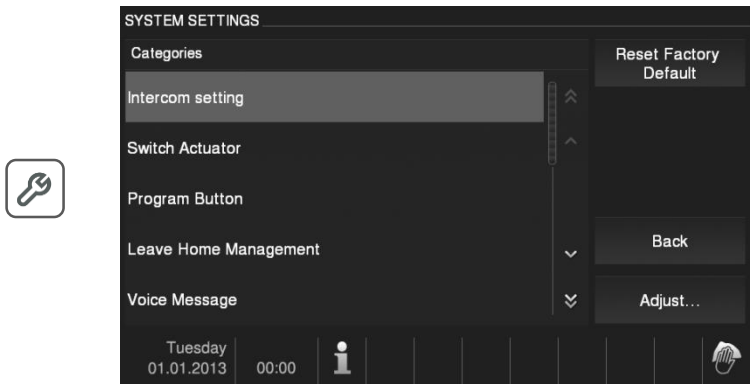 SYSTEM SETTINGS
Categories
Reset Factory
Default
Intercom setting
Switch Actuator
Program Button
Leave Home Management
Back
Voice Message
Adjust...
Tuesday
01.01.2013
00:00